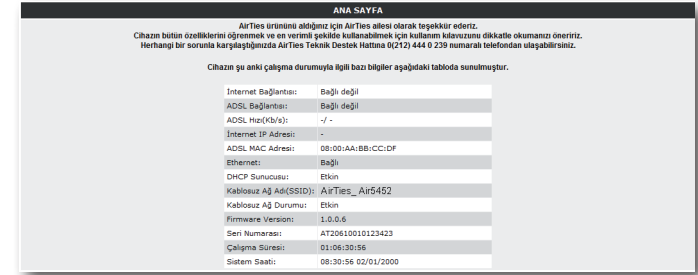 ANA SAYFA
AirTies ürününü aldığınız için AirTies ailesi olarak teşekkür ederiz.
Cihazın bütün özelliklerini öğrenmek ve en verimli şekilde kullanabilmek için kullanım kılavuzunu dikkatle okumanızı öneririz.
Herhangi bir sorunla karşılaştığınızda AirTies Teknik Destek Hattına 0(212) 444 0 239 numaralı telefondan ulaşabilirsiniz.
Cihazın şu anki çalışma durumuyla ilgili bazı bilgiler aşağıdaki tabloda sunulmuştur.
İnternet Bağlantısı: Bağlı değil
ADSL Bağlantısı: Bağlı değil
ADSL Hızı(Kb/s): -/ -
İnternet IP Adresi: -
ADSL MAC Adresi: 08:00:AA:BB:CC:DF
Ethernet: Bağlı
DHCP Sunucusu: Etkin
Kablosuz Ağ Adı(SSID): AirTies_Air5452
Kablosuz Ağ Durumu: Etkin
Firmware Version: 1.0.0.6
Seri Numarası: AT20610010123423
Çalışma Süresi: 01:06:30:56
Sistem Saati: 08:30:56 02/01/2000